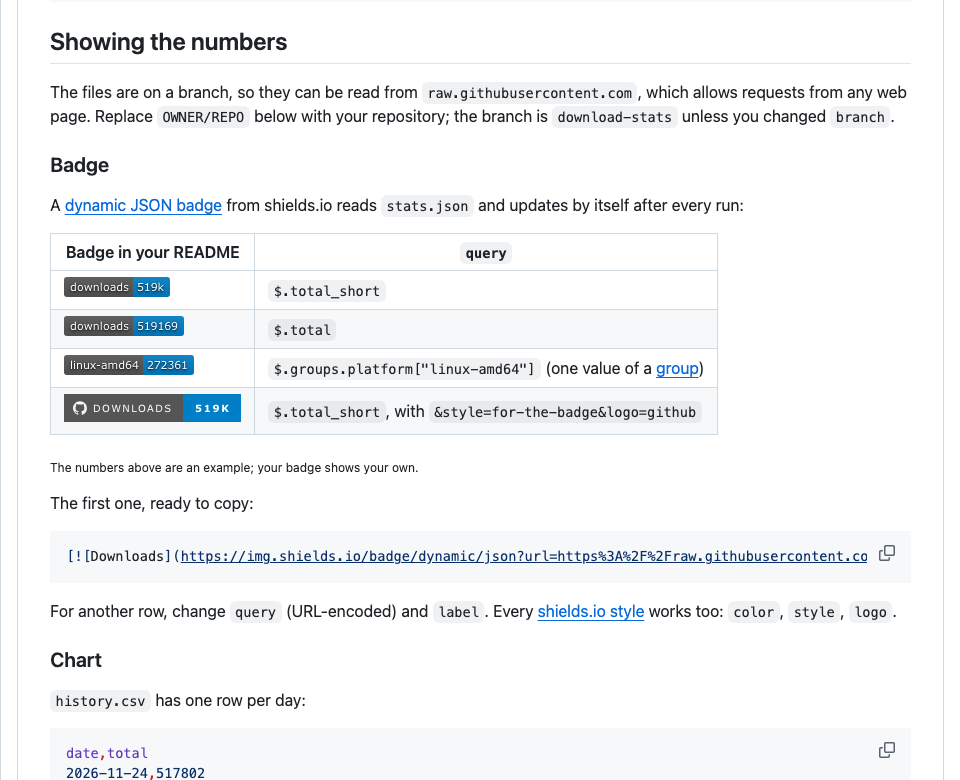 Showing the numbers
The files are on a branch, so they can be read from raw.githubusercontent.com , which allows requests from any web
page. Replace OWNER/REPO below with your repository; the branch is download-stats unless you changed branch .
Badge
A dynamic JSON badge from shields.io reads stats.json and updates by itself after every run:
Badge in your README query
downloads 519k $.total_short
downloads 519169 $.total
linux-amd64 272361 $.groups.platform["linux-amd64"] (one value of a group)
DOWNLOADS 519K $.total_short , with &style=for-the-badge&logo=github
The numbers above are an example; your badge shows your own.
The first one, ready to copy:
[![Downloads](https://img.shields.io/badge/dynamic/json?url=https%3A%2F%2Fraw.githubusercontent.co
For another row, change query (URL-encoded) and label . Every shields.io style works too: color , style , logo .
Chart
history.csv has one row per day:
date,total
2026-11-24,517802